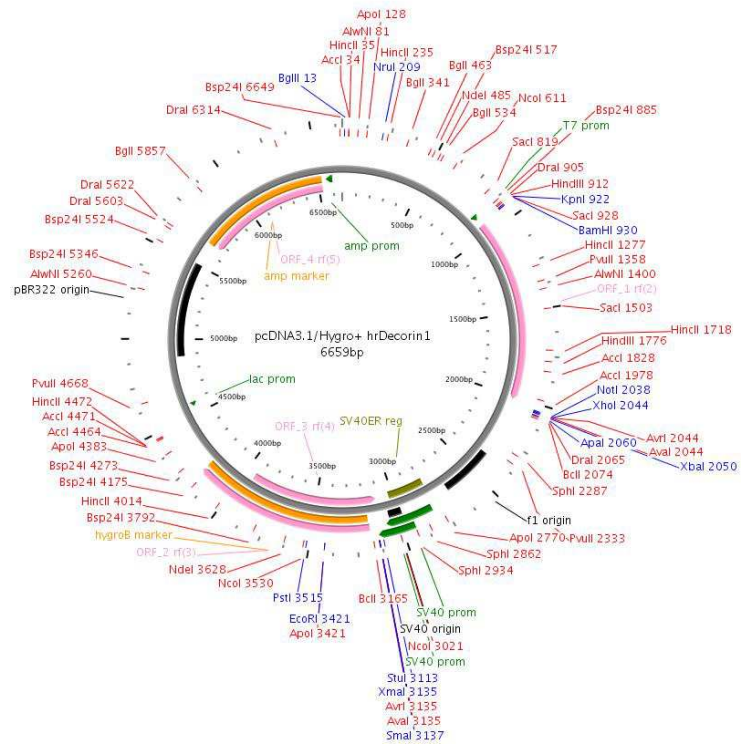 ApoI 128
AlwNI 81
HincII 35
AccI 34
HincII 235
NruI 209
BglII 13
Bsp24I 6649
DraI 6314
BglI 341
BglI 463
Bsp24I 517
NdeI 485
NcoI 611
BglI 534
Bsp24I 885
T7 prom
SacI 819
DraI 905
HindIII 912
KpnI 922
SacI 928
BamHI 930
HincII 1277
PvuII 1358
AlwNI 1400
ORF_1 rf(2)
SacI 1503
HincII 1718
HindIII 1776
AccI 1828
AccI 1978
NotI 2038
XhoI 2044
ApaI 2060
AvrI 2044
AvaI 2044
XbaI 2050
DraI 2065
BclI 2074
SphI 2287
f1 origin
ApoI 2770
PvuII 2333
SphI 2862
SphI 2934
SV40 prom
SV40 origin
NcoI 3021
SV40 prom
BclI 3165
StuI 3113
XmaI 3135
AvrI 3135
AvaI 3135
SmaI 3137
EcoRI 3421
ApoI 3421
PstI 3515
NcoI 3530
NdeI 3628
ORF_2 rf(3)
hygroB marker
Bsp24I 3792
HincII 4014
Bsp24I 4175
Bsp24I 4273
ApoI 4383
AccI 4464
AccI 4471
HincII 4472
PvuII 4668
pBR322 origin
AlwNI 5260
Bsp24I 5346
Bsp24I 5524
DraI 5603
DraI 5622
BglI 5857
6500bp
500bp
1000bp
1500bp
2000bp
2500bp
3000bp
3500bp
4000bp
4500bp
5000bp
5500bp
6000bp
amp prom
ORF_4 rf(5)
amp marker
pcDNA3.1/Hygro+ hrDecorin1
6659bp
lac prom
ORF_3 rf(4)
SV40ER reg